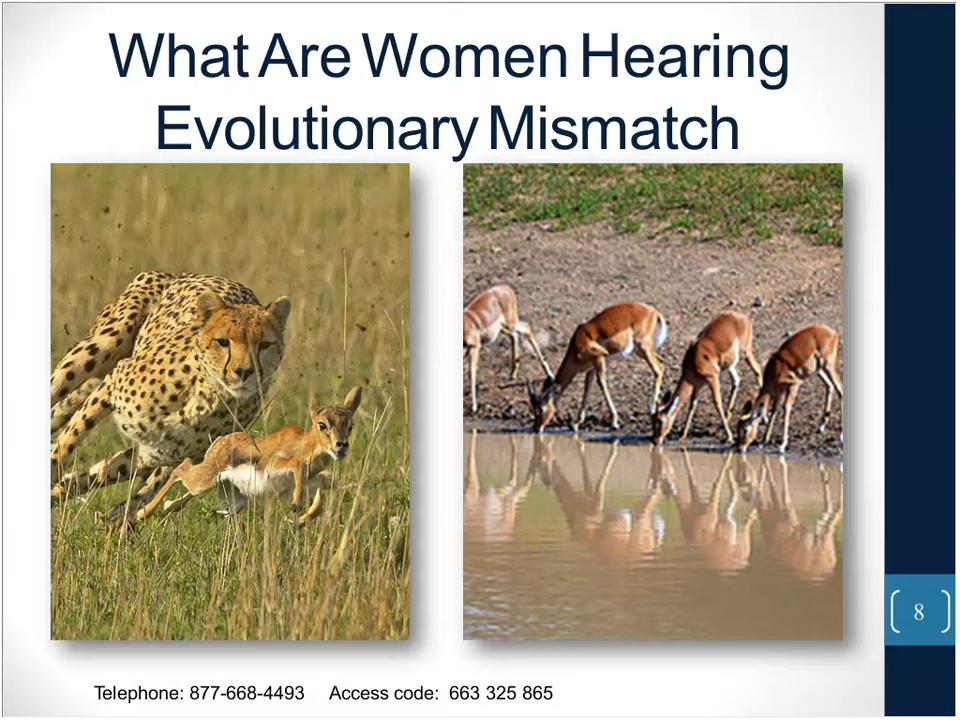 What Are Women Hearing
Evolutionary Mismatch
8
Telephone: 877-668-4493 Access code: 663 325 865